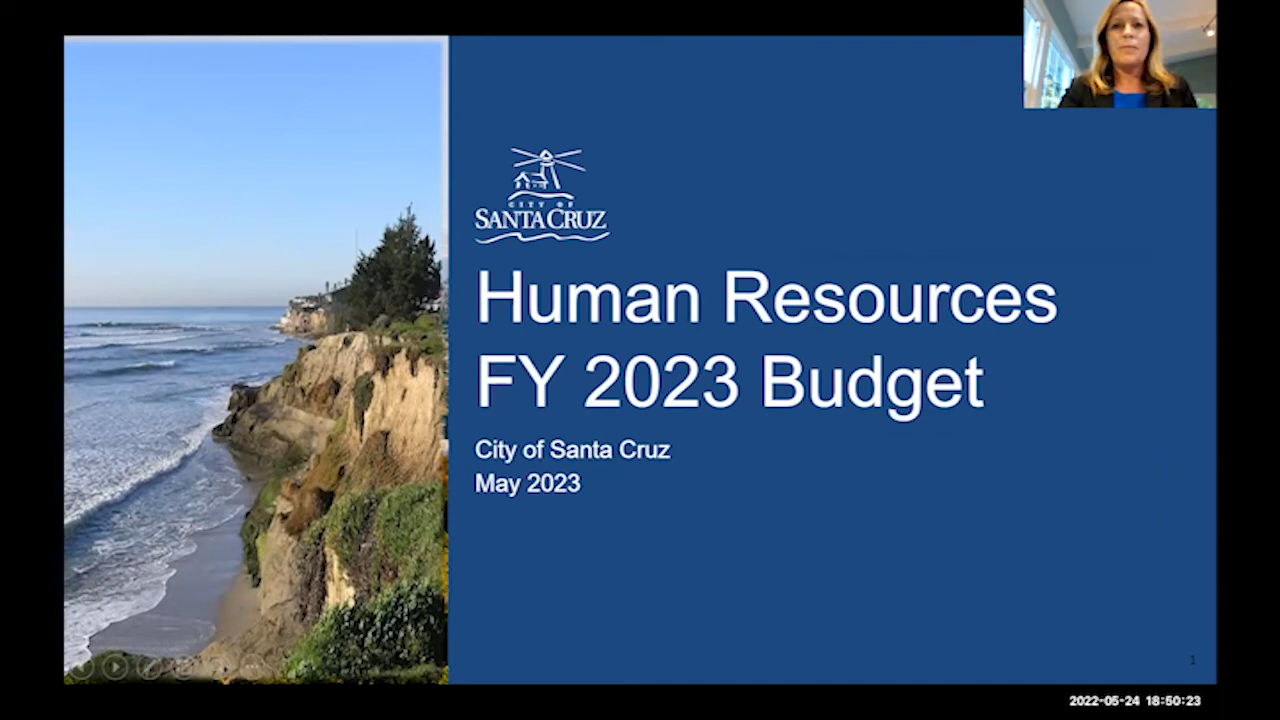 CITY OF
SANTA CRUZ
Human Resources
FY 2023 Budget
City of Santa Cruz
May 2023
1
2022-05-24 18:50:23